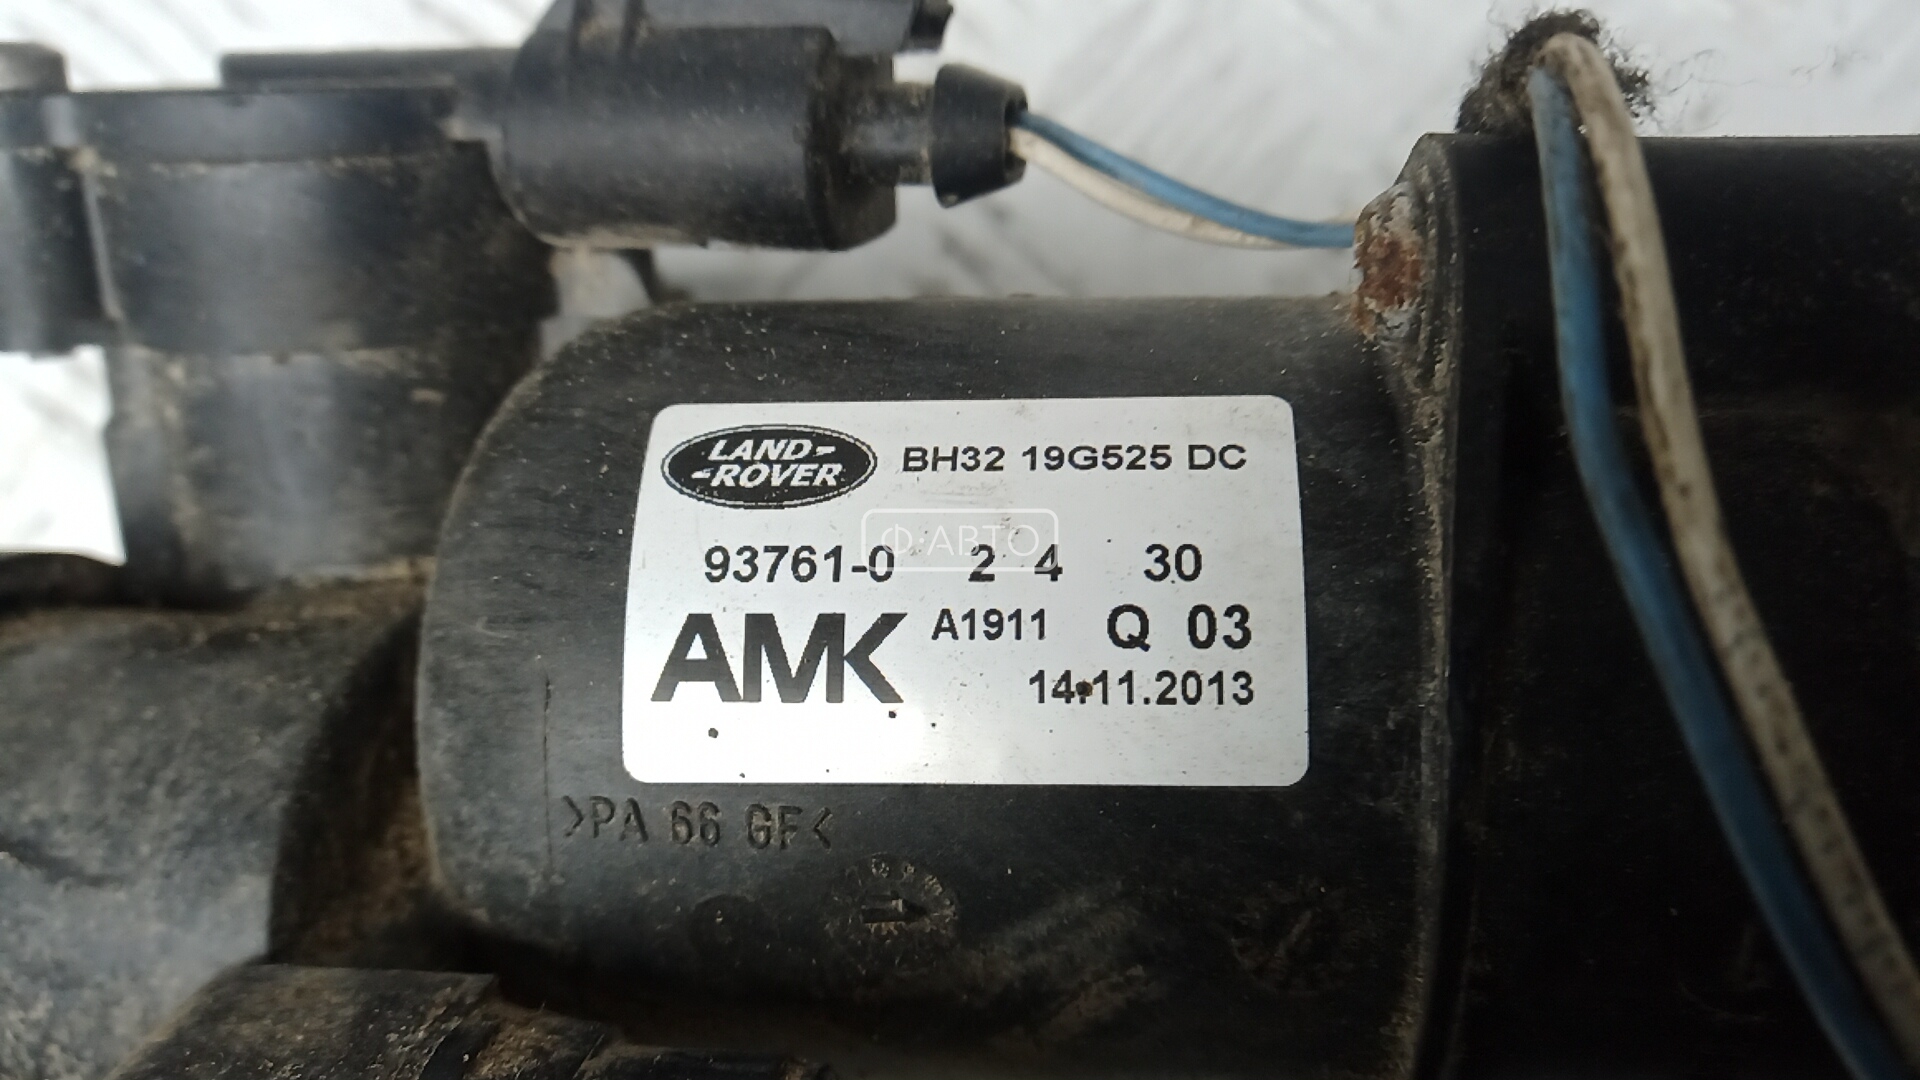 LAND-
-ROVER
BH32 19G525 DC
Ф·АВТО
93761-0 2 4 30
AMK A1911 Q 03
14.11.2013
>PA 66 GF<